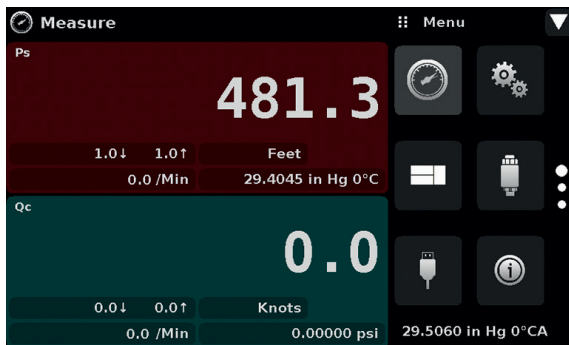 Measure
Menu
Ps
481.3
1.0↓ 1.0↑ Feet
0.0 /Min 29.4045 in Hg 0°C
Qc
0.0
0.0↓ 0.0↑ Knots
0.0 /Min 0.00000 psi
29.5060 in Hg 0°CA